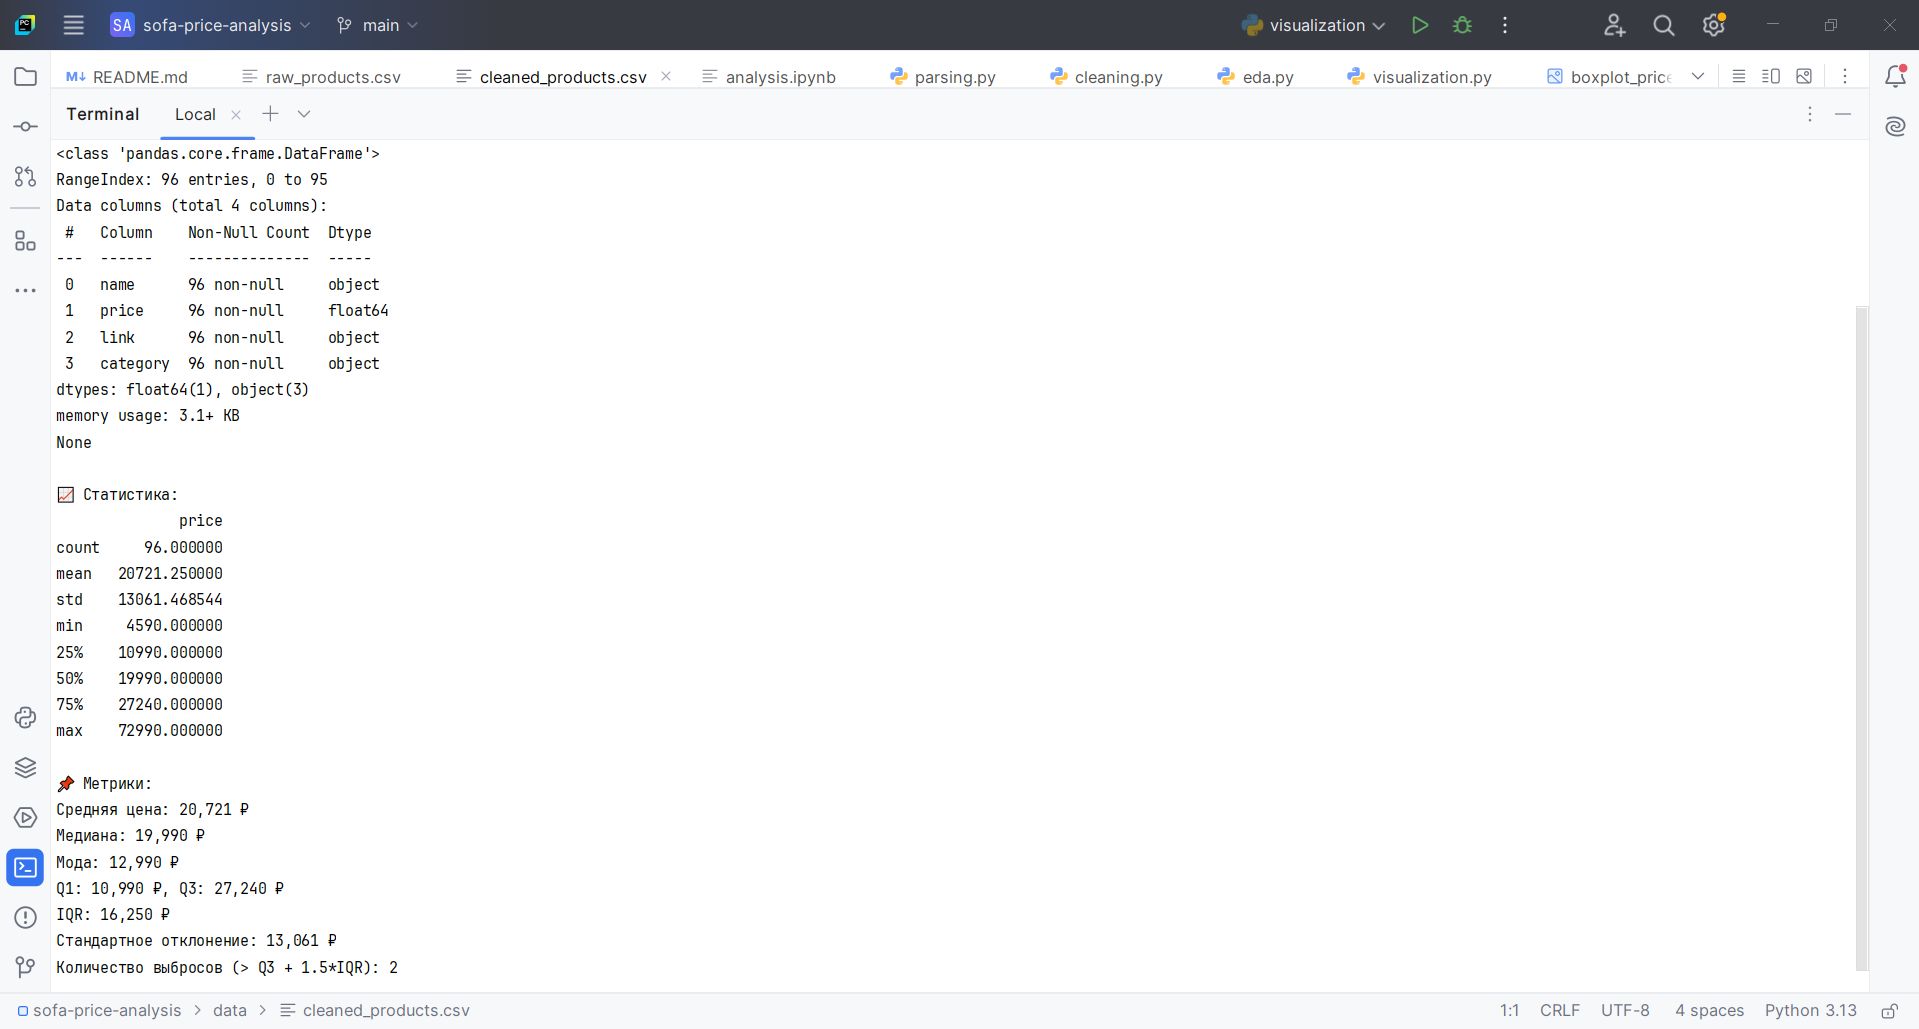 PC SA sofa-price-analysis main visualization
README.md raw_products.csv cleaned_products.csv analysis.ipynb parsing.py cleaning.py eda.py visualization.py boxplot_price
Terminal Local
<class 'pandas.core.frame.DataFrame'>
RangeIndex: 96 entries, 0 to 95
Data columns (total 4 columns):
 #   Column    Non-Null Count  Dtype
---  ------    --------------  -----
 0   name      96 non-null     object
 1   price     96 non-null     float64
 2   link      96 non-null     object
 3   category  96 non-null     object
dtypes: float64(1), object(3)
memory usage: 3.1+ KB
None
📈 Статистика:
              price
count     96.000000
mean   20721.250000
std    13061.468544
min     4590.000000
25%    10990.000000
50%    19990.000000
75%    27240.000000
max    72990.000000
📌 Метрики:
Средняя цена: 20,721 ₽
Медиана: 19,990 ₽
Мода: 12,990 ₽
Q1: 10,990 ₽, Q3: 27,240 ₽
IQR: 16,250 ₽
Стандартное отклонение: 13,061 ₽
Количество выбросов (> Q3 + 1.5*IQR): 2
sofa-price-analysis > data > cleaned_products.csv 1:1 CRLF UTF-8 4 spaces Python 3.13